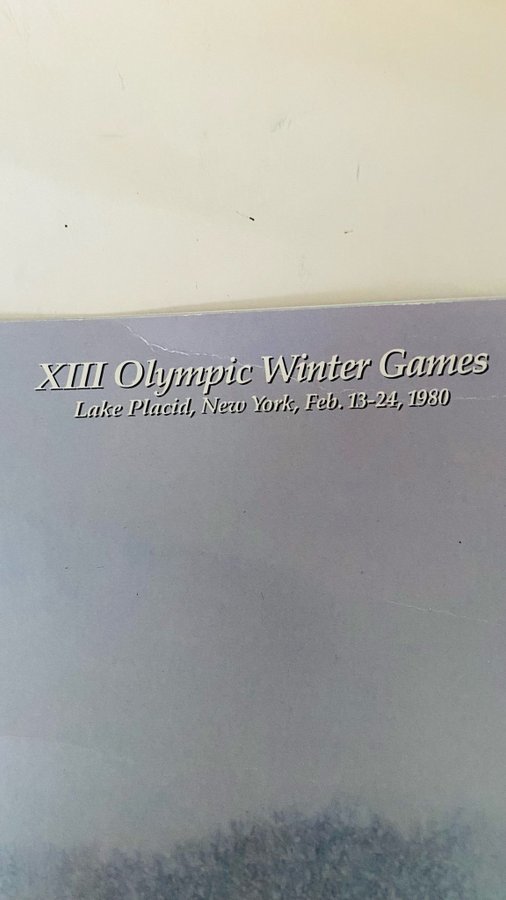 XIII Olympic Winter Games
Lake Placid, New York, Feb. 13-24, 1980